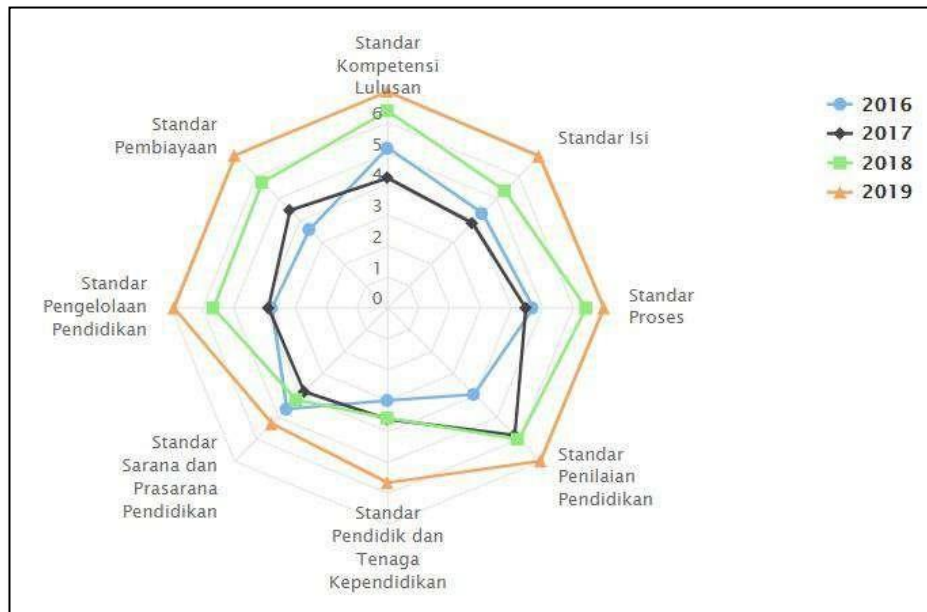 Standar
Kompetensi
Lulusan
Standar Isi
Standar
Proses
Standar
Penilaian
Pendidikan
Standar
Pendidik dan
Tenaga
Kependidikan
Standar
Sarana dan
Prasarana
Pendidikan
Standar
Pengelolaan
Pendidikan
Standar
Pembiayaan
6
5
4
3
2
1
0
2016
2017
2018
2019